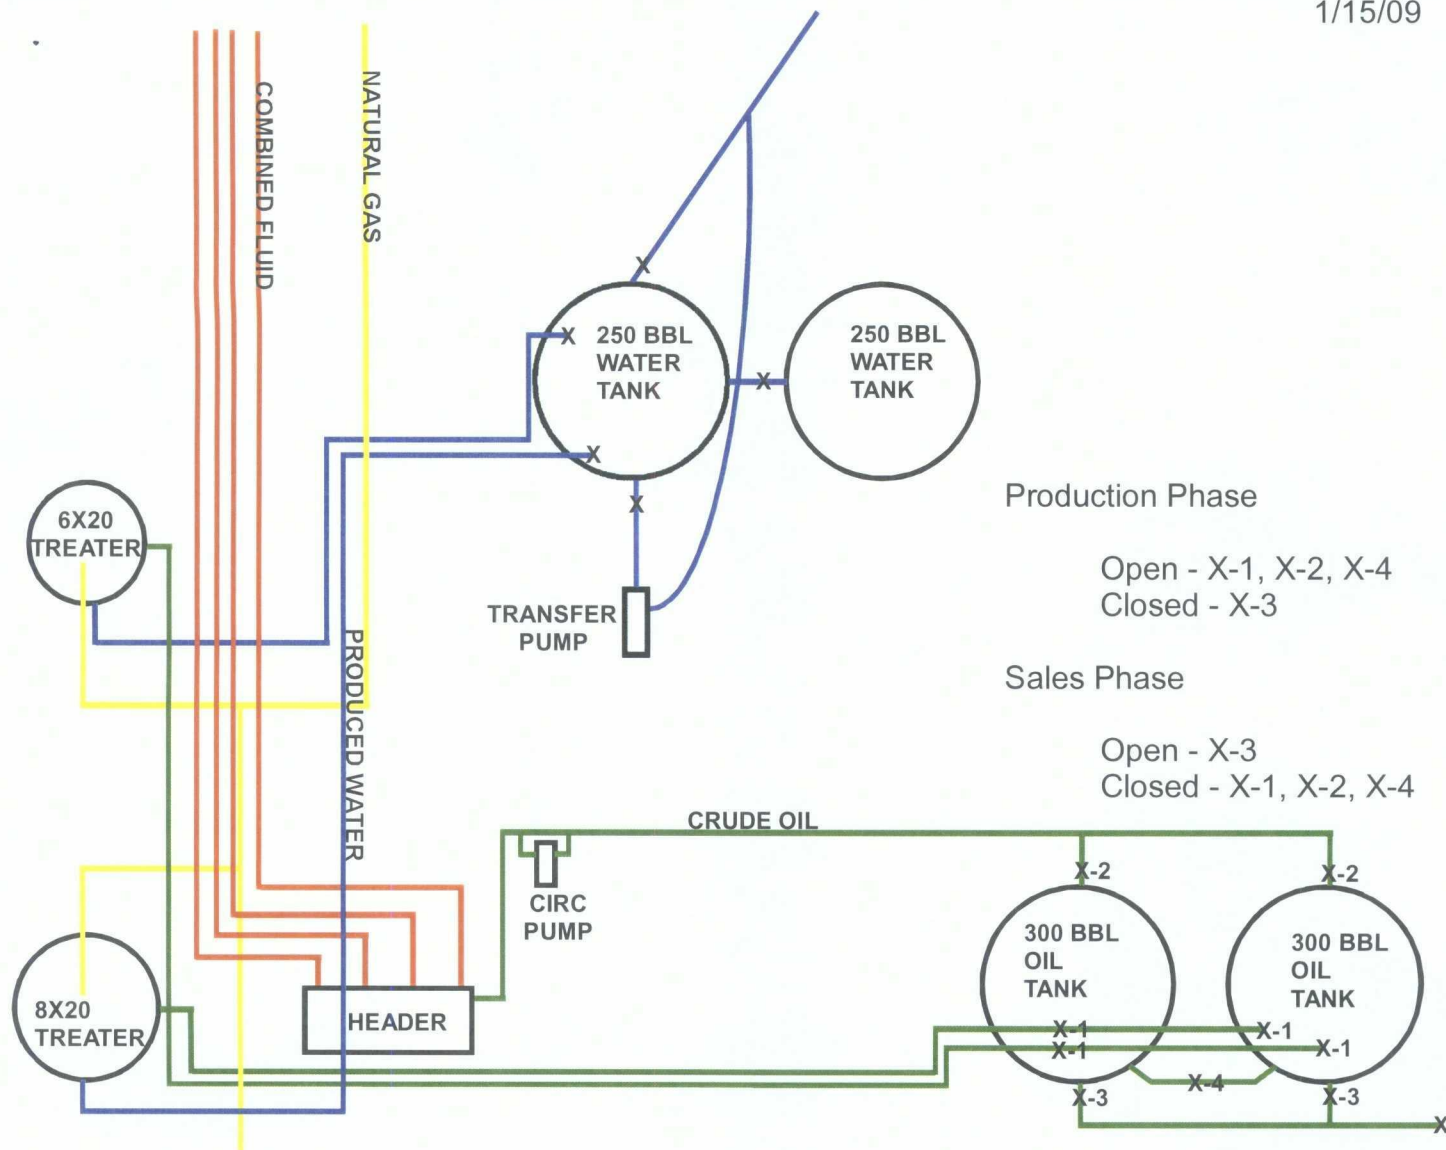 1/15/09
COMBINED FLUID
NATURAL GAS
X
X
250 BBL
WATER
TANK
X
250 BBL
WATER
TANK
X
X
6X20
TREATER
TRANSFER
PUMP
PRODUCED WATER
Production Phase
Open - X-1, X-2, X-4
Closed - X-3
Sales Phase
Open - X-3
Closed - X-1, X-2, X-4
CRUDE OIL
CIRC
PUMP
X-2
X-2
300 BBL
OIL
TANK
300 BBL
OIL
TANK
8X20
TREATER
HEADER
X-1
X-1
X-1
X-1
X-4
X-3
X-3
X